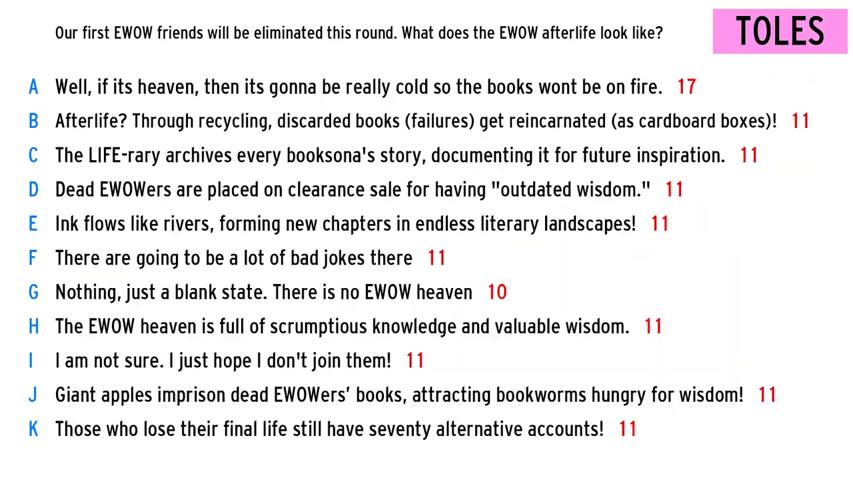 Our first EWOW friends will be eliminated this round. What does the EWOW afterlife look like?
TOLES
A Well, if its heaven, then its gonna be really cold so the books wont be on fire. 17
B Afterlife? Through recycling, discarded books (failures) get reincarnated (as cardboard boxes)! 11
C The LIFE-rary archives every booksona's story, documenting it for future inspiration. 11
D Dead EWOWers are placed on clearance sale for having "outdated wisdom." 11
E Ink flows like rivers, forming new chapters in endless literary landscapes! 11
F There are going to be a lot of bad jokes there 11
G Nothing, just a blank state. There is no EWOW heaven 10
H The EWOW heaven is full of scrumptious knowledge and valuable wisdom. 11
I I am not sure. I just hope I don't join them! 11
J Giant apples imprison dead EWOWers’ books, attracting bookworms hungry for wisdom! 11
K Those who lose their final life still have seventy alternative accounts! 11